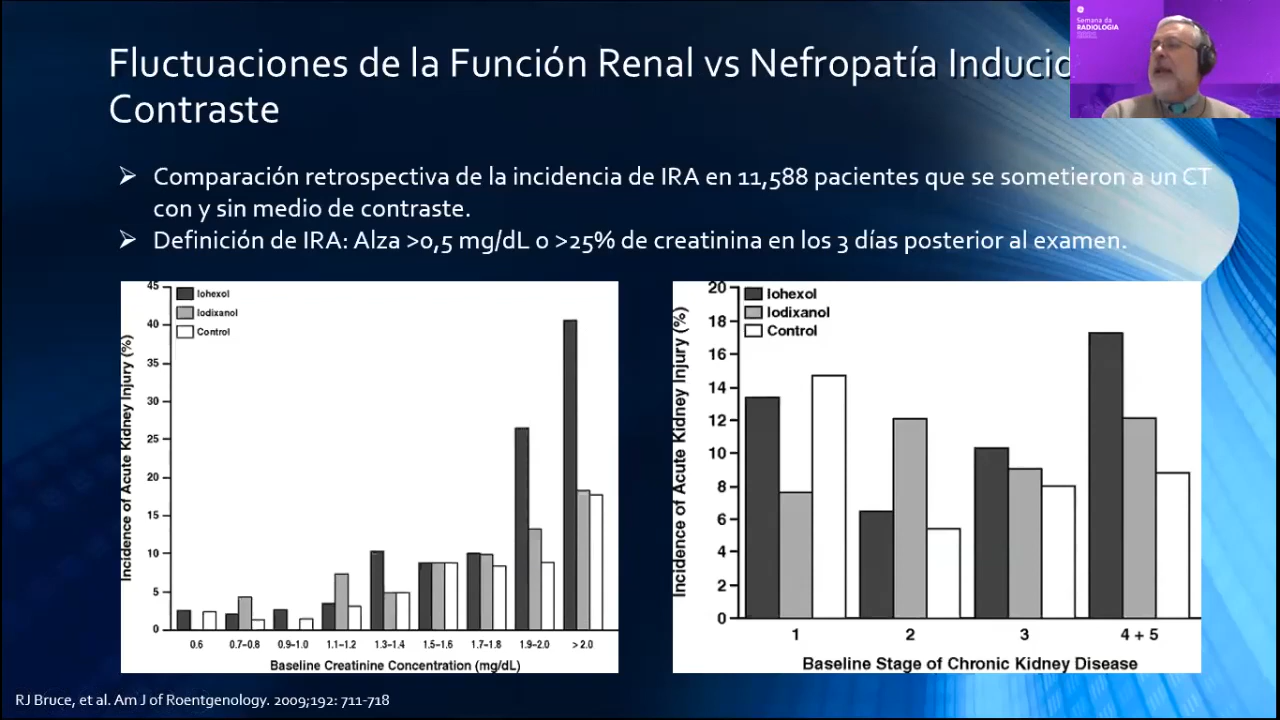 Semana da
RADIOLOGIA
Fluctuaciones de la Función Renal vs Nefropatía Inducid
Contraste
➢ Comparación retrospectiva de la incidencia de IRA en 11,588 pacientes que se sometieron a un CT
con y sin medio de contraste.
➢ Definición de IRA: Alza >0,5 mg/dL o >25% de creatinina en los 3 días posterior al examen.
Incidence of Acute Kidney Injury (%)
45
40
35
30
25
20
15
10
5
0
Iohexol
Iodixanol
Control
0.6 0.7–0.8 0.9–1.0 1.1–1.2 1.3–1.4 1.5–1.6 1.7–1.8 1.9–2.0 > 2.0
Baseline Creatinine Concentration (mg/dL)
Incidence of Acute Kidney Injury (%)
20
18
16
14
12
10
8
6
4
2
0
Iohexol
Iodixanol
Control
1 2 3 4 + 5
Baseline Stage of Chronic Kidney Disease
RJ Bruce, et al. Am J of Roentgenology. 2009;192: 711-718